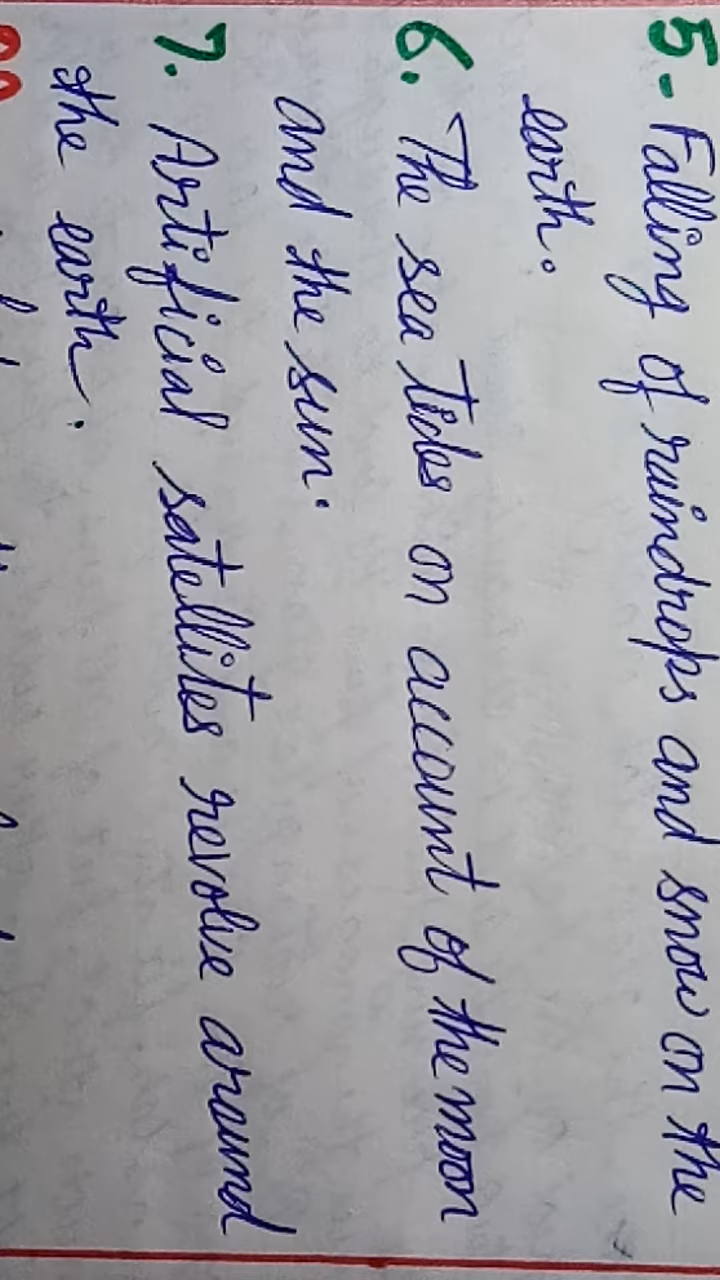 5- Falling of raindrops and snow on the
earth.
6. The sea tides on account of the moon
and the sun.
7. Artificial satellites revolve around
the earth.